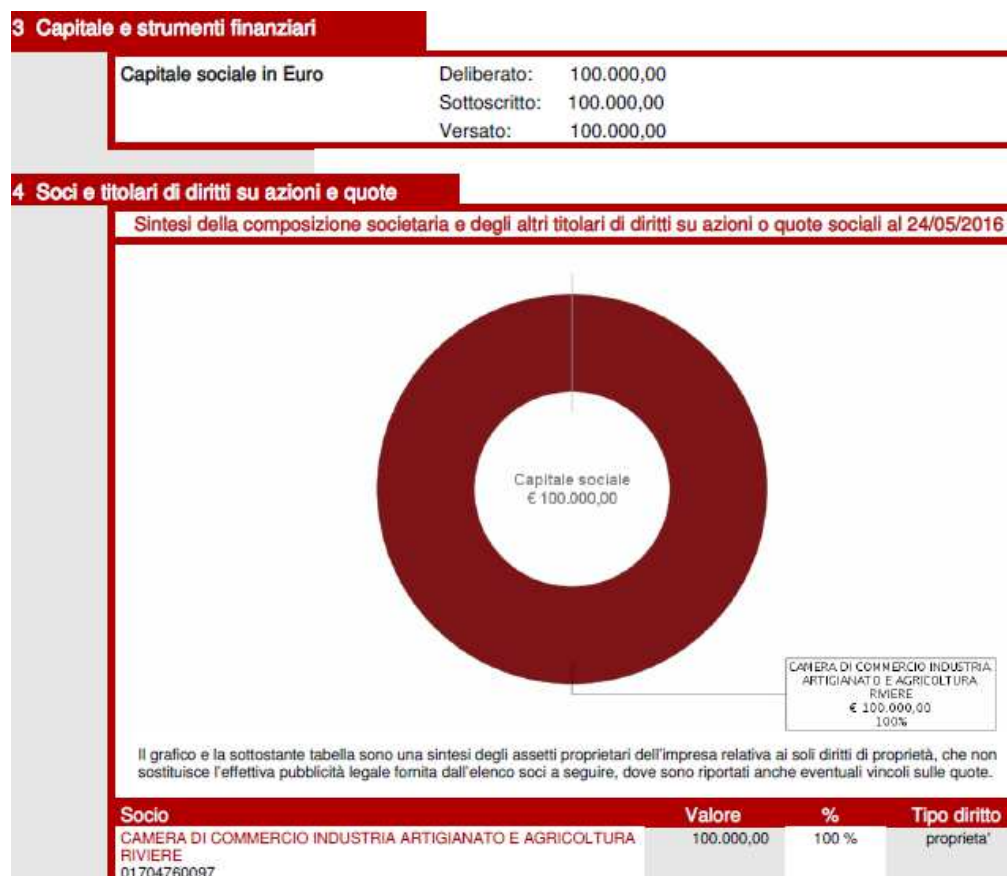 3 Capitale e strumenti finanziari
Capitale sociale in Euro Deliberato: 100.000,00
Sottoscritto: 100.000,00
Versato: 100.000,00
4 Soci e titolari di diritti su azioni e quote
Sintesi della composizione societaria e degli altri titolari di diritti su azioni o quote sociali al 24/05/2016
Capitale sociale
€ 100.000,00
CAMERA DI COMMERCIO INDUSTRIA
ARTIGIANATO E AGRICOLTURA
RIVIERE
€ 100.000,00
100%
Il grafico e la sottostante tabella sono una sintesi degli assetti proprietari dell'impresa relativa ai soli diritti di proprietà, che non
sostituisce l'effettiva pubblicità legale fornita dall'elenco soci a seguire, dove sono riportati anche eventuali vincoli sulle quote.
Socio Valore % Tipo diritto
CAMERA DI COMMERCIO INDUSTRIA ARTIGIANATO E AGRICOLTURA 100.000,00 100 % proprieta'
RIVIERE
01704760097